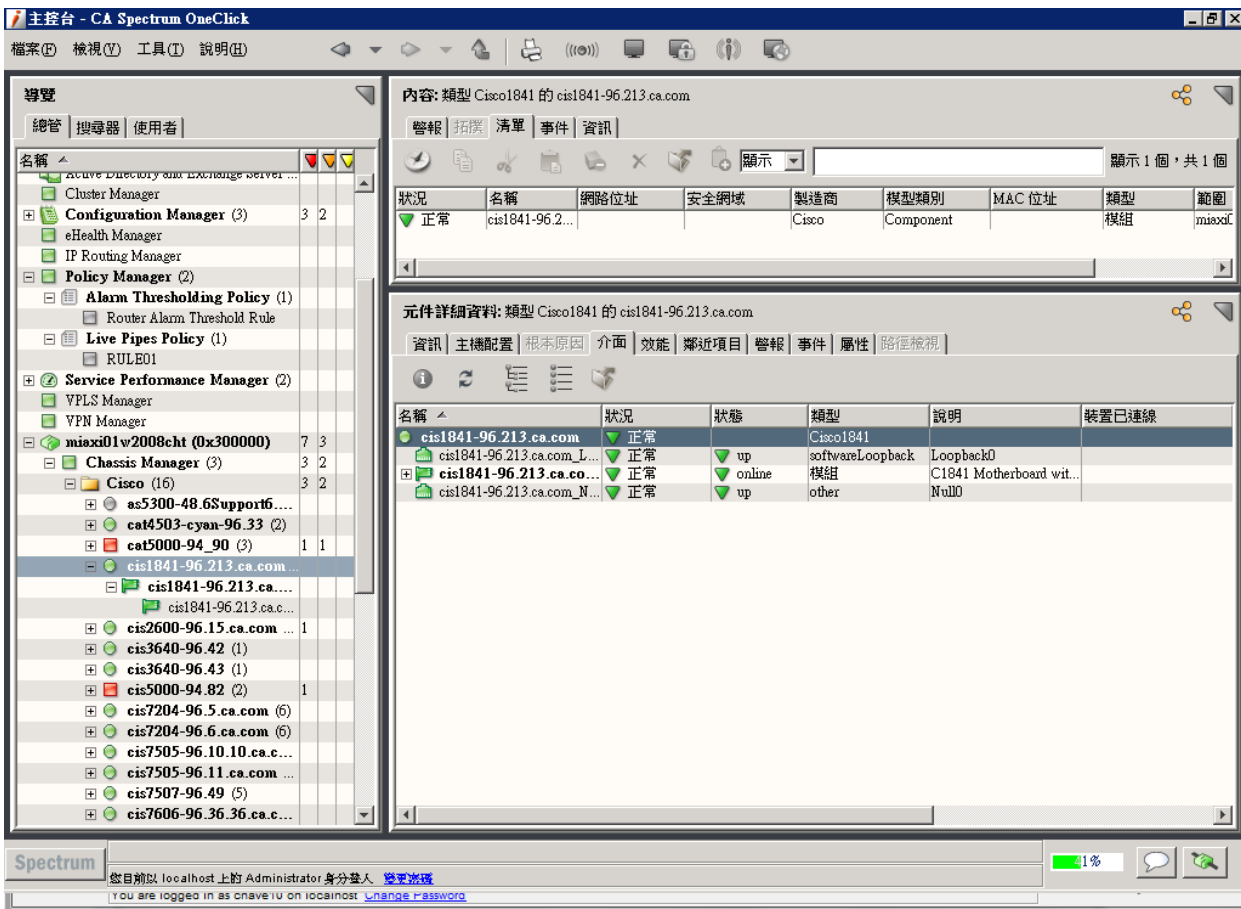 主控台 - CA Spectrum OneClick
檔案(F) 檢視(V) 工具(T) 說明(H)
導覽
總管 搜尋器 使用者
名稱
Active Directory and Exchange Server ...
Cluster Manager
Configuration Manager (3) 3 2
eHealth Manager
IP Routing Manager
Policy Manager (2)
Alarm Thresholding Policy (1)
Router Alarm Threshold Rule
Live Pipes Policy (1)
RULE01
Service Performance Manager (2)
VPLS Manager
VPN Manager
miaxi01w2008cht (0x300000) 7 3
Chassis Manager (3) 3 2
Cisco (16) 3 2
as5300-48.6Support6....
cat4503-cyan-96.33 (2)
cat5000-94_90 (3) 1 1
cis1841-96.213.ca.com...
cis1841-96.213.ca....
cis1841-96.213.ca.c...
cis2600-96.15.ca.com ... 1
cis3640-96.42 (1)
cis3640-96.43 (1)
cis5000-94.82 (2) 1
cis7204-96.5.ca.com (6)
cis7204-96.6.ca.com (6)
cis7505-96.10.10.ca.c...
cis7505-96.11.ca.com ...
cis7507-96.49 (5)
cis7606-96.36.36.ca.c...
內容: 類型 Cisco1841 的 cis1841-96.213.ca.com
警報 拓撲 清單 事件 資訊
顯示 顯示 1 個，共 1 個
狀況 名稱 網路位址 安全網域 製造商 模型類別 MAC 位址 類型 範圍
正常 cis1841-96.2... Cisco Component 模組 miaxi
元件詳細資料: 類型 Cisco1841 的 cis1841-96.213.ca.com
資訊 主機配置 根本原因 介面 效能 鄰近項目 警報 事件 屬性 路徑檢視
名稱 狀況 狀態 類型 說明 裝置已連線
cis1841-96.213.ca.com 正常 Cisco1841
cis1841-96.213.ca.com_L... 正常 up softwareLoopback Loopback0
cis1841-96.213.ca.co... 正常 online 模組 C1841 Motherboard wit...
cis1841-96.213.ca.com_N... 正常 up other Null0
Spectrum
41%
您目前以 localhost 上的 Administrator 身分登入 變更密碼
You are logged in as chave10 on localhost Change Password